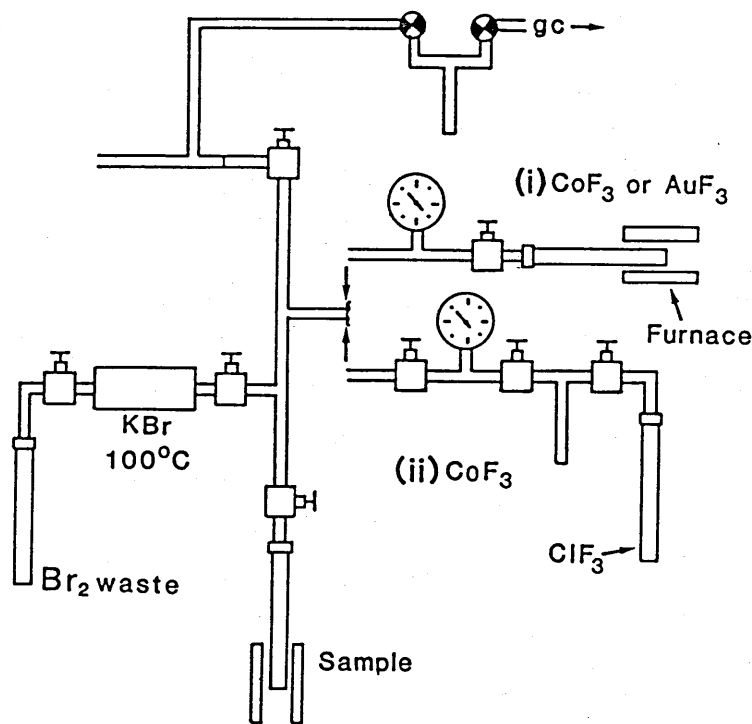 gc
(i) CoF3 or AuF3
Furnace
KBr
100°C
(ii) CoF3
ClF3
Br2 waste
Sample